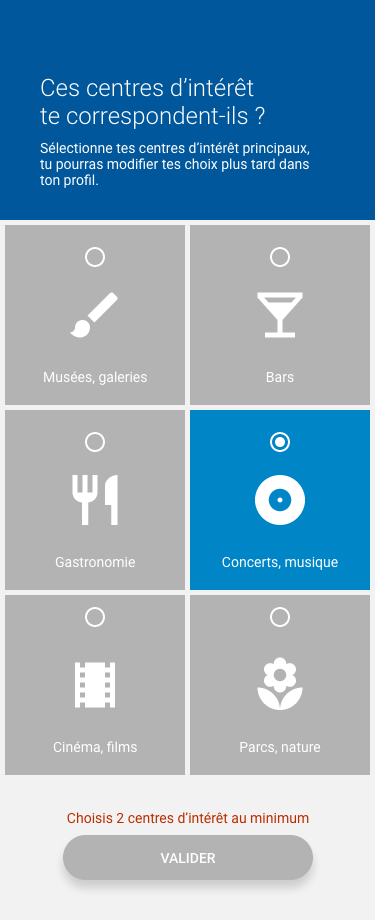 Ces centres d’intérêt
te correspondent-ils ?
Sélectionne tes centres d’intérêt principaux,
tu pourras modifier tes choix plus tard dans
ton profil.
Musées, galeries
Bars
Gastronomie
Concerts, musique
Cinéma, films
Parcs, nature
Choisis 2 centres d’intérêt au minimum
VALIDER